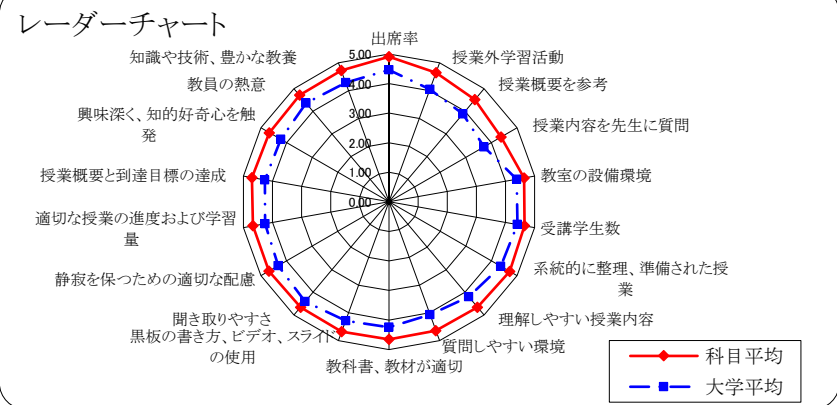 レーダーチャート
出席率
授業外学習活動
授業概要を参考
授業内容を先生に質問
教室の設備環境
受講学生数
系統的に整理、準備された授
業
理解しやすい授業内容
質問しやすい環境
教科書、教材が適切
黒板の書き方、ビデオ、スライド
の使用
聞き取りやすさ
静寂を保つための適切な配慮
適切な授業の進度および学習
量
授業概要と到達目標の達成
興味深く、知的好奇心を触
発
教員の熱意
知識や技術、豊かな教養
5.00
4.00
3.00
2.00
1.00
0.00
科目平均
大学平均